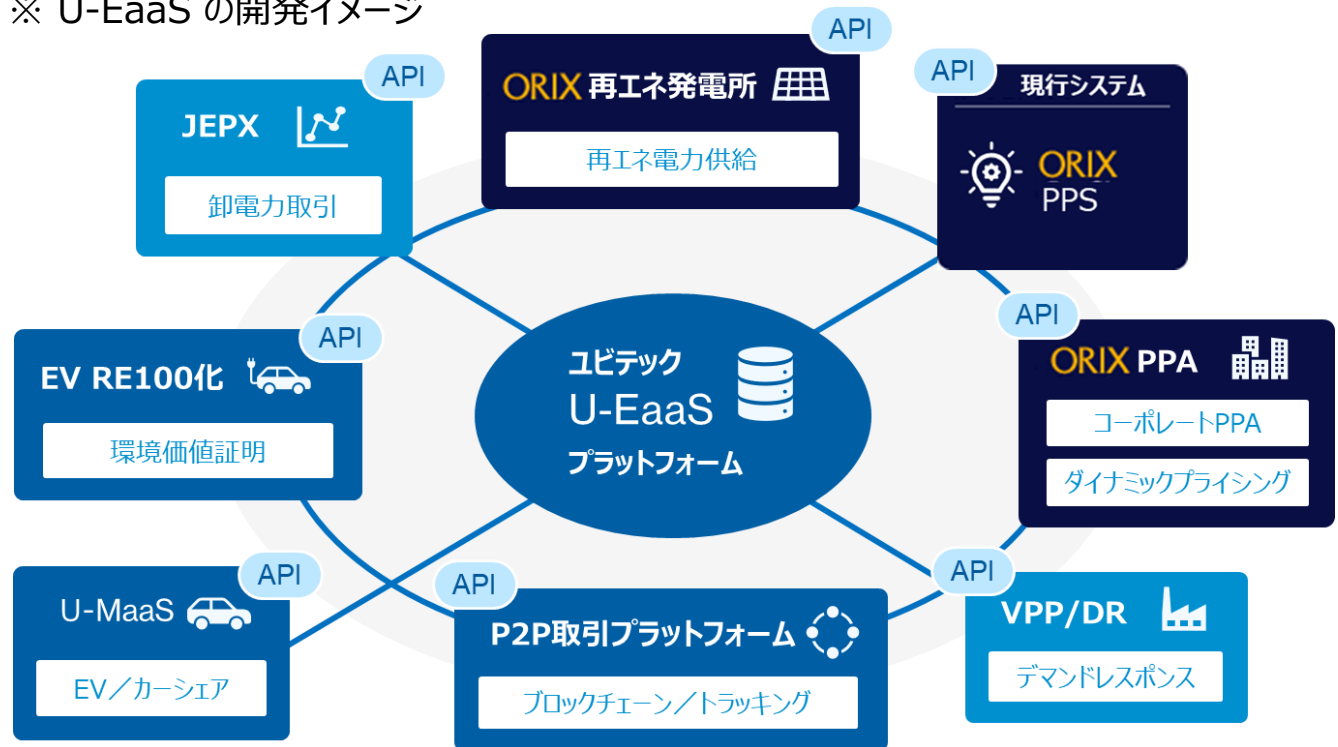 ※ U-EaaS の開発イメージ
API
JEPX
卸電力取引
API
ORIX 再エネ発電所
再エネ電力供給
API
現行システム
ORIX
PPS
API
EV RE100化
環境価値証明
ユビテック
U-EaaS
プラットフォーム
API
ORIX PPA
コーポレートPPA
ダイナミックプライシング
API
U-MaaS
EV／カーシェア
API
P2P取引プラットフォーム
ブロックチェーン／トラッキング
API
VPP/DR
デマンドレスポンス